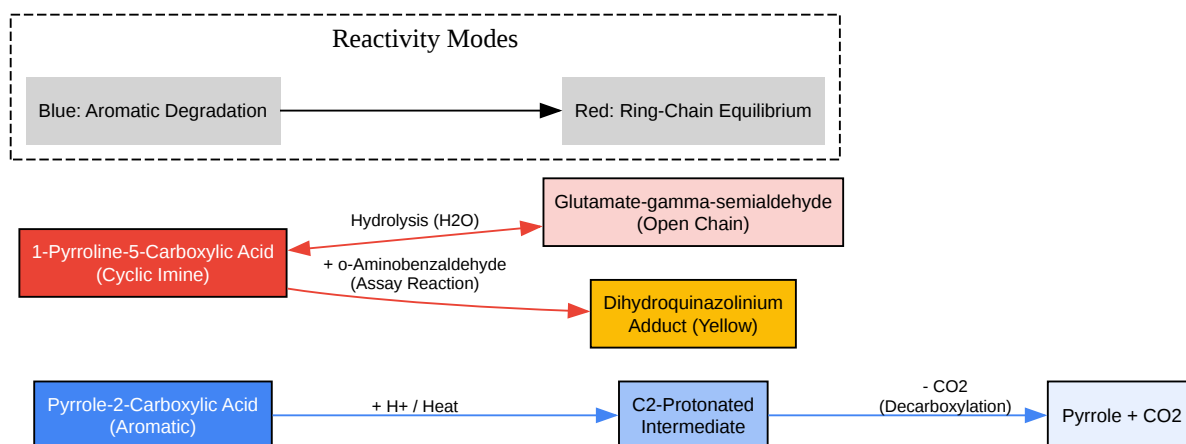 Reactivity Modes
Blue: Aromatic Degradation
Red: Ring-Chain Equilibrium
Glutamate-gamma-semialdehyde
(Open Chain)
Hydrolysis (H2O)
1-Pyrroline-5-Carboxylic Acid
(Cyclic Imine)
+ o-Aminobenzaldehyde
(Assay Reaction)
Dihydroquinazolinium
Adduct (Yellow)
Pyrrole-2-Carboxylic Acid
(Aromatic)
+ H+ / Heat
C2-Protonated
Intermediate
- CO2
(Decarboxylation)
Pyrrole + CO2